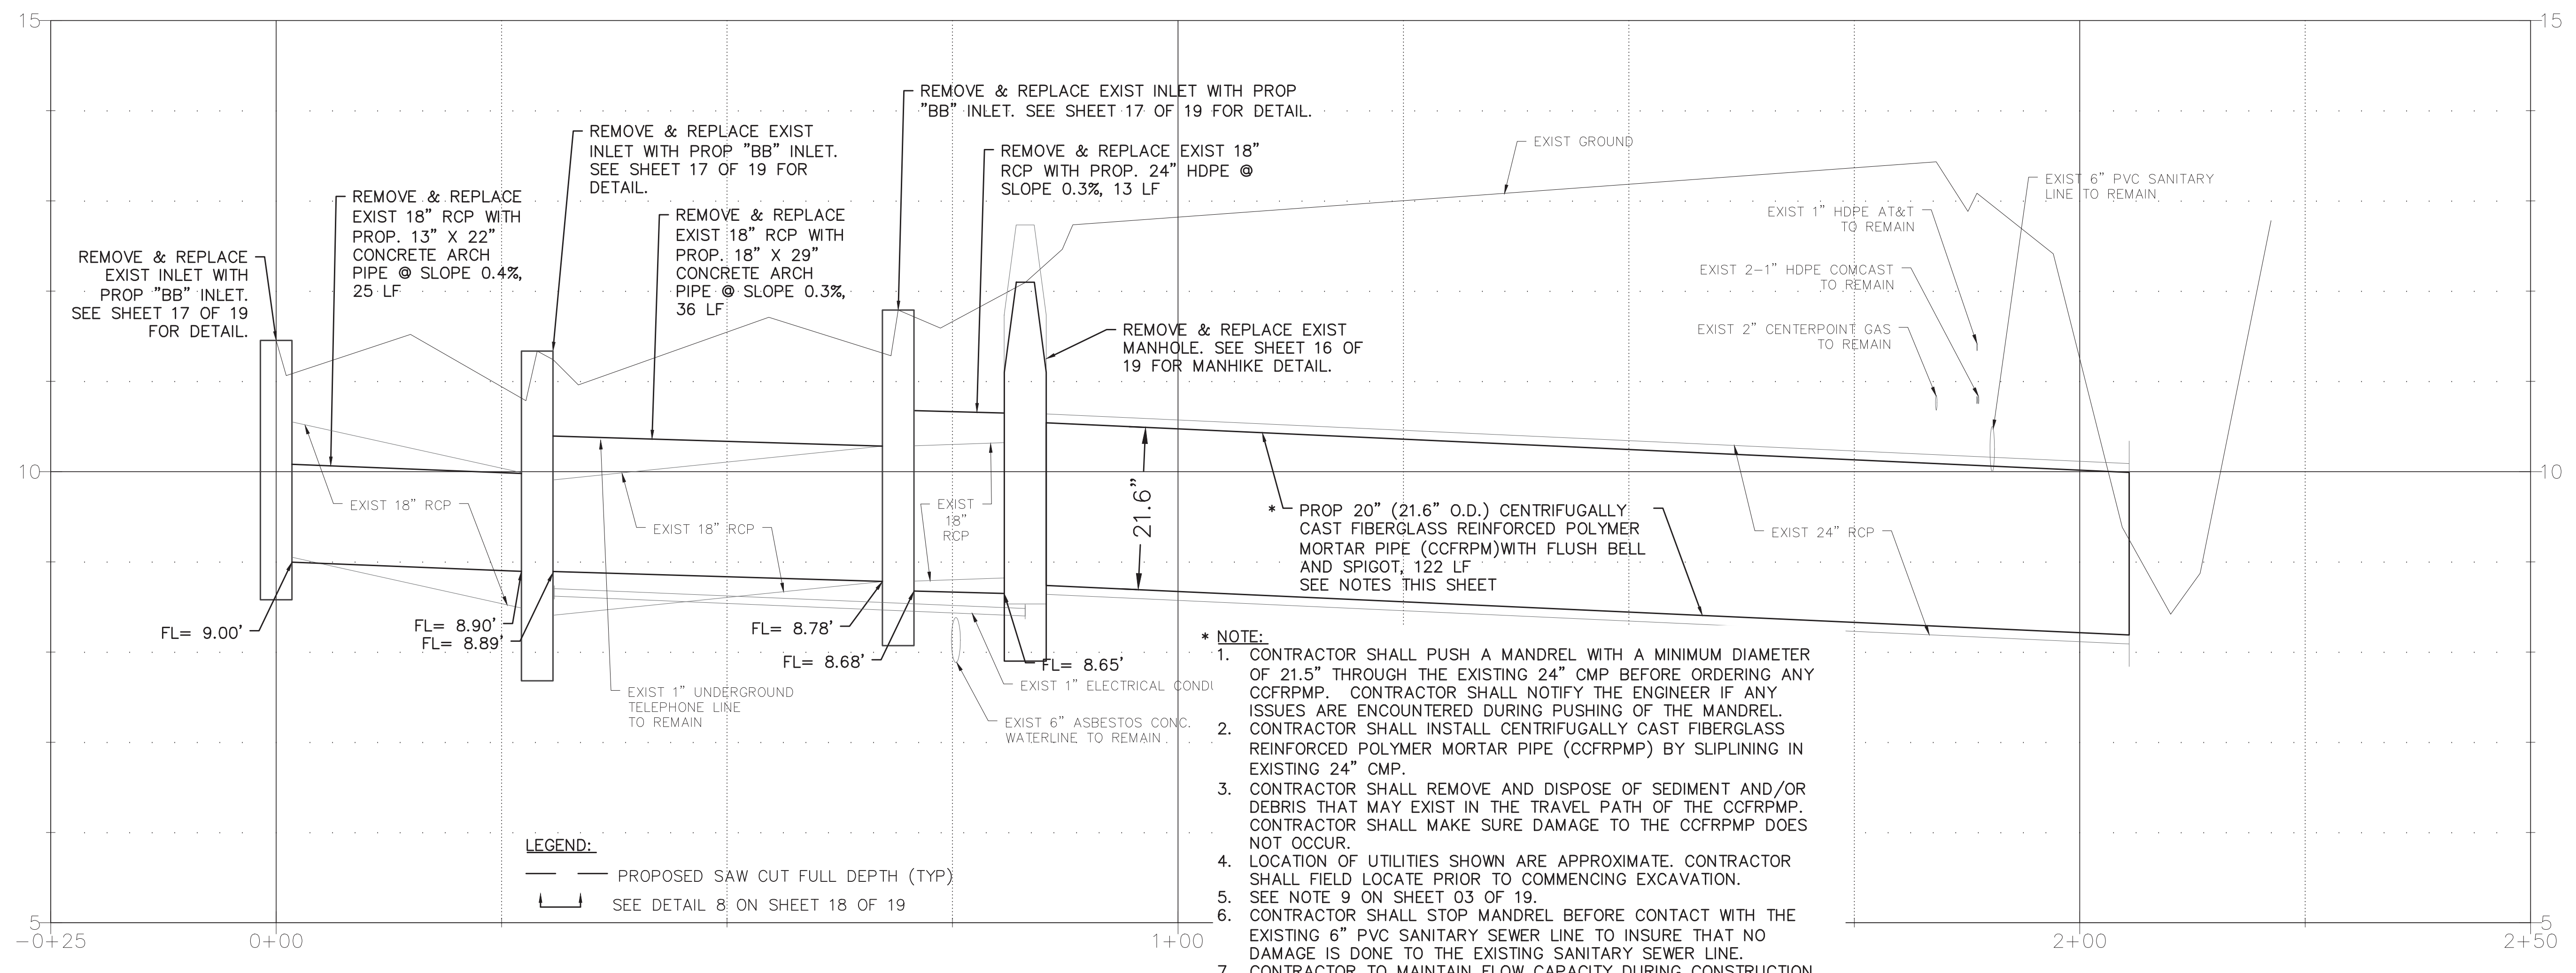 15
15
REMOVE & REPLACE EXIST INLET WITH PROP
"BB" INLET. SEE SHEET 17 OF 19 FOR DETAIL.
REMOVE & REPLACE EXIST
INLET WITH PROP "BB" INLET.
SEE SHEET 17 OF 19 FOR
DETAIL.
REMOVE & REPLACE EXIST 18"
RCP WITH PROP. 24" HDPE @
SLOPE 0.3%, 13 LF
EXIST GROUND
EXIST 6" PVC SANITARY
LINE TO REMAIN
REMOVE & REPLACE
EXIST 18" RCP WITH
PROP. 13" X 22"
CONCRETE ARCH
PIPE @ SLOPE 0.4%,
25 LF
REMOVE & REPLACE
EXIST 18" RCP WITH
PROP. 18" X 29"
CONCRETE ARCH
PIPE @ SLOPE 0.3%,
36 LF
EXIST 1" HDPE AT&T
TO REMAIN
REMOVE & REPLACE
EXIST INLET WITH
PROP "BB" INLET.
SEE SHEET 17 OF 19
FOR DETAIL.
EXIST 2-1" HDPE COMCAST
TO REMAIN
REMOVE & REPLACE EXIST
MANHOLE. SEE SHEET 16 OF
19 FOR MANHIKE DETAIL.
EXIST 2" CENTERPOINT GAS
TO REMAIN
10
10
EXIST 18" RCP
EXIST 18" RCP
EXIST
18"
RCP
21.6"
* PROP 20" (21.6" O.D.) CENTRIFUGALLY
CAST FIBERGLASS REINFORCED POLYMER
MORTAR PIPE (CCFRPM)WITH FLUSH BELL
AND SPIGOT, 122 LF
SEE NOTES THIS SHEET
EXIST 24" RCP
FL= 9.00'
FL= 8.90'
FL= 8.89'
FL= 8.78'
FL= 8.68'
FL= 8.65'
EXIST 1" UNDERGROUND
TELEPHONE LINE
TO REMAIN
EXIST 1" ELECTRICAL CONDU
EXIST 6" ASBESTOS CONC.
WATERLINE TO REMAIN
* NOTE:
1. CONTRACTOR SHALL PUSH A MANDREL WITH A MINIMUM DIAMETER
OF 21.5" THROUGH THE EXISTING 24" CMP BEFORE ORDERING ANY
CCFRPMP. CONTRACTOR SHALL NOTIFY THE ENGINEER IF ANY
ISSUES ARE ENCOUNTERED DURING PUSHING OF THE MANDREL.
2. CONTRACTOR SHALL INSTALL CENTRIFUGALLY CAST FIBERGLASS
REINFORCED POLYMER MORTAR PIPE (CCFRPMP) BY SLIPLINING IN
EXISTING 24" CMP.
3. CONTRACTOR SHALL REMOVE AND DISPOSE OF SEDIMENT AND/OR
DEBRIS THAT MAY EXIST IN THE TRAVEL PATH OF THE CCFRPMP.
CONTRACTOR SHALL MAKE SURE DAMAGE TO THE CCFRPMP DOES
NOT OCCUR.
4. LOCATION OF UTILITIES SHOWN ARE APPROXIMATE. CONTRACTOR
SHALL FIELD LOCATE PRIOR TO COMMENCING EXCAVATION.
5. SEE NOTE 9 ON SHEET 03 OF 19.
6. CONTRACTOR SHALL STOP MANDREL BEFORE CONTACT WITH THE
EXISTING 6" PVC SANITARY SEWER LINE TO INSURE THAT NO
DAMAGE IS DONE TO THE EXISTING SANITARY SEWER LINE.
7. CONTRACTOR TO MAINTAIN FLOW CAPACITY DURING CONSTRUCTION
LEGEND:
PROPOSED SAW CUT FULL DEPTH (TYP)
SEE DETAIL 8 ON SHEET 18 OF 19
5
5
-0+25
0+00
1+00
2+00
2+50